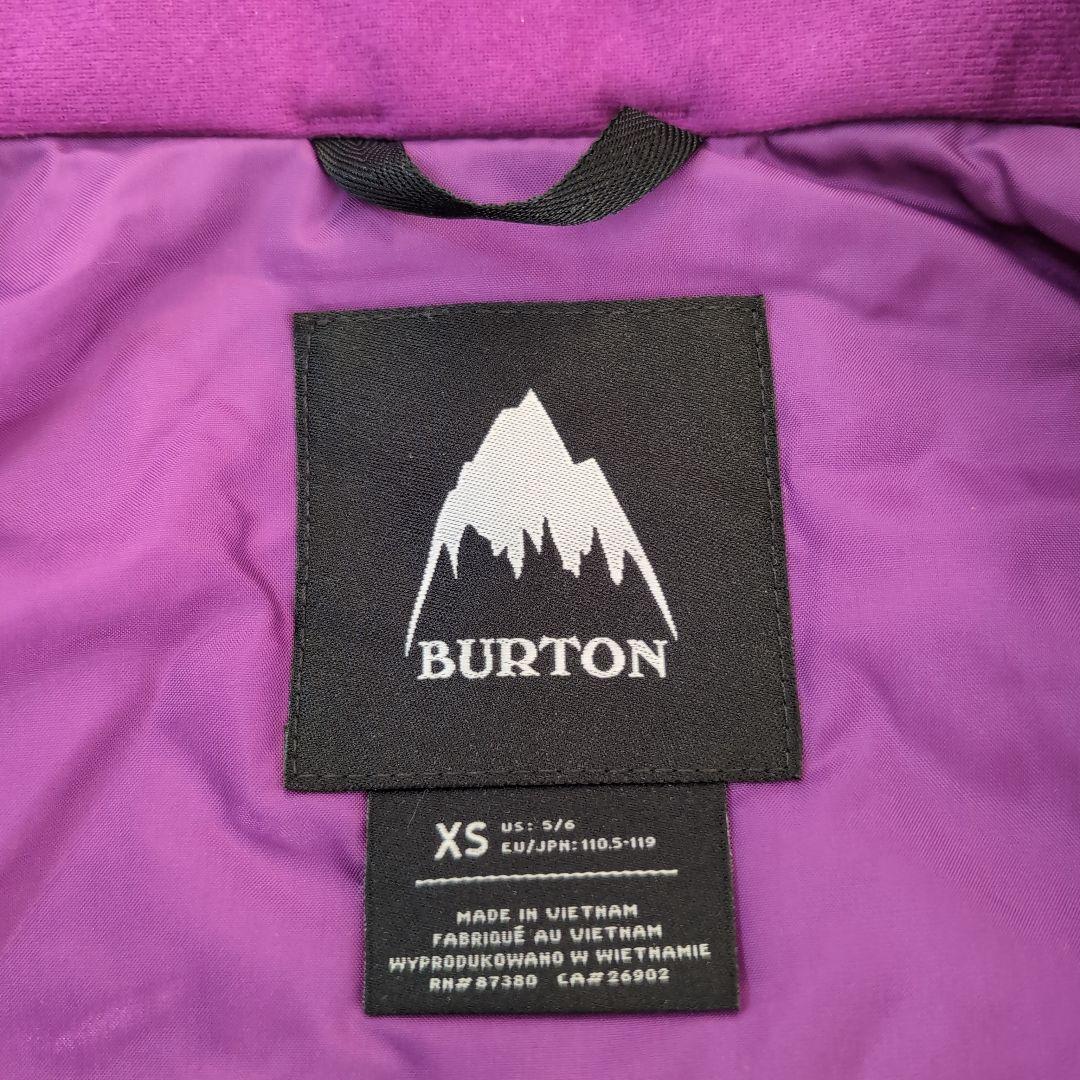 BURTON
XS
US: 5/6
EU/JPN: 110.5-119
MADE IN VIETNAM
FABRIQUÉ AU VIETNAM
WYPRODUKOWANO W WIETNAMIE
RN#87380 CA#26902